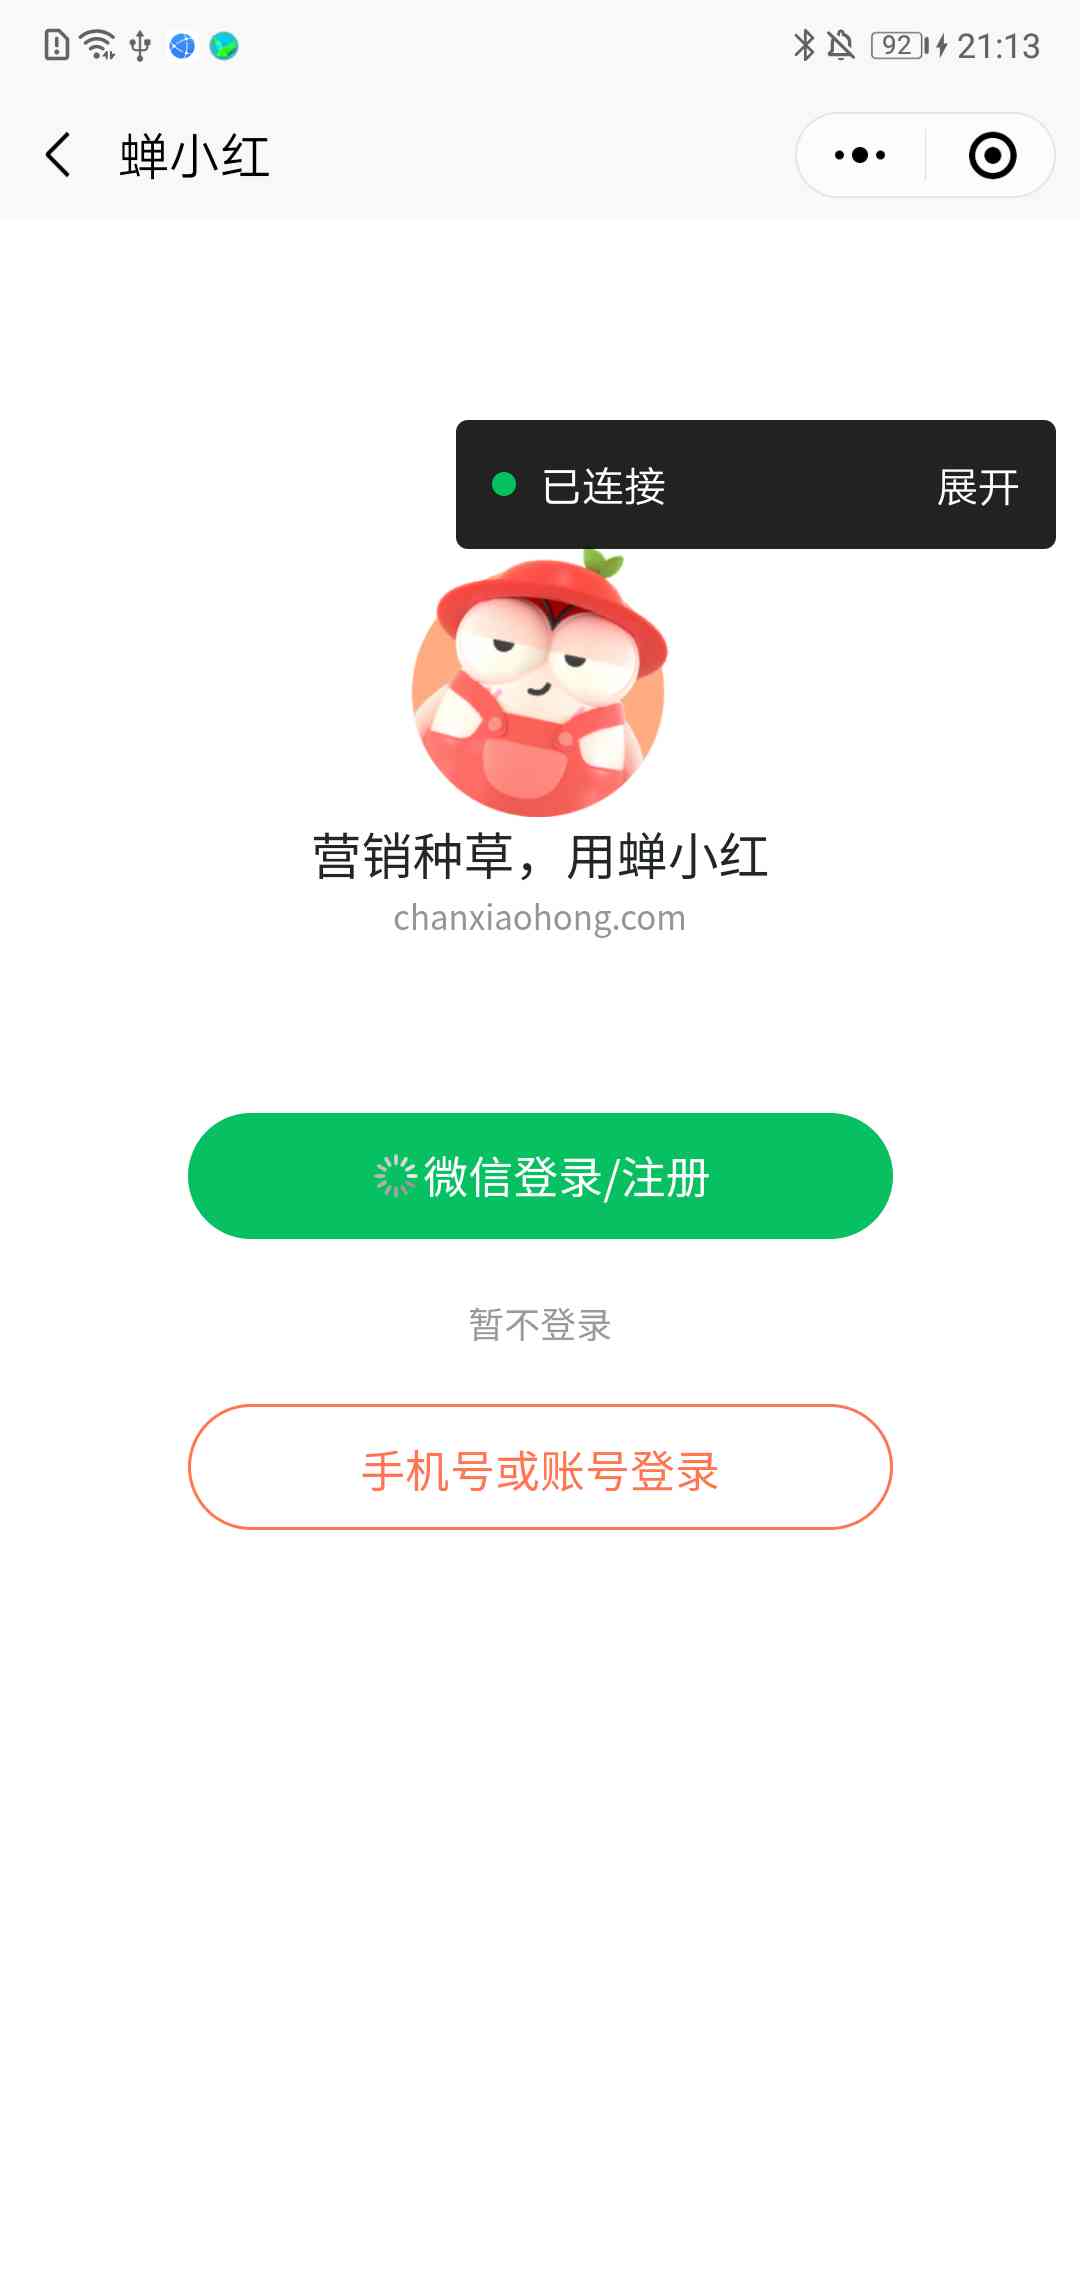 92 21:13
蝉小红
已连接 展开
营销种草，用蝉小红
chanxiaohong.com
微信登录/注册
暂不登录
手机号或账号登录